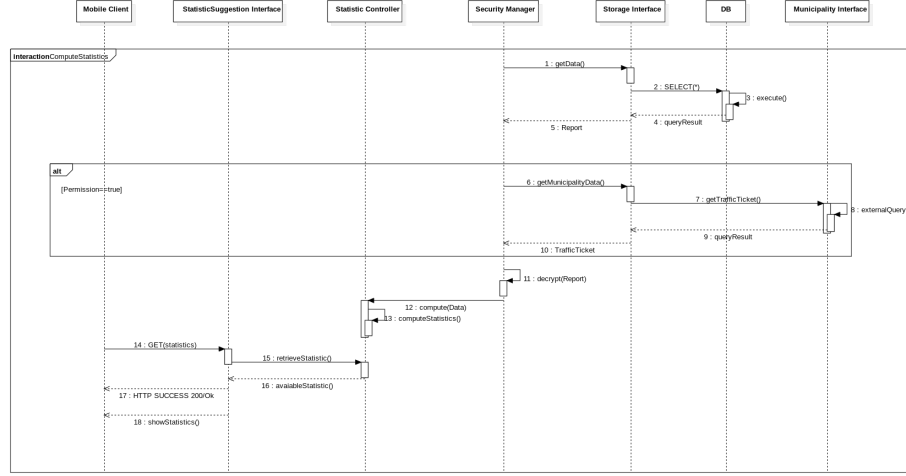 Mobile Client
StatisticSuggestion Interface
Statistic Controller
Security Manager
Storage Interface
DB
Municipality Interface
interactionComputeStatistics
1 : getData()
2 : SELECT(*)
3 : execute()
4 : queryResult
5 : Report
alt
[Permission==true]
6 : getMunicipalityData()
7 : getTrafficTicket()
8 : externalQuery
9 : queryResult
10 : TrafficTicket
11 : decrypt(Report)
12 : compute(Data)
13 : computeStatistics()
14 : GET(statistics)
15 : retrieveStatistic()
16 : avaiableStatistic()
17 : HTTP SUCCESS 200/Ok
18 : showStatistics()